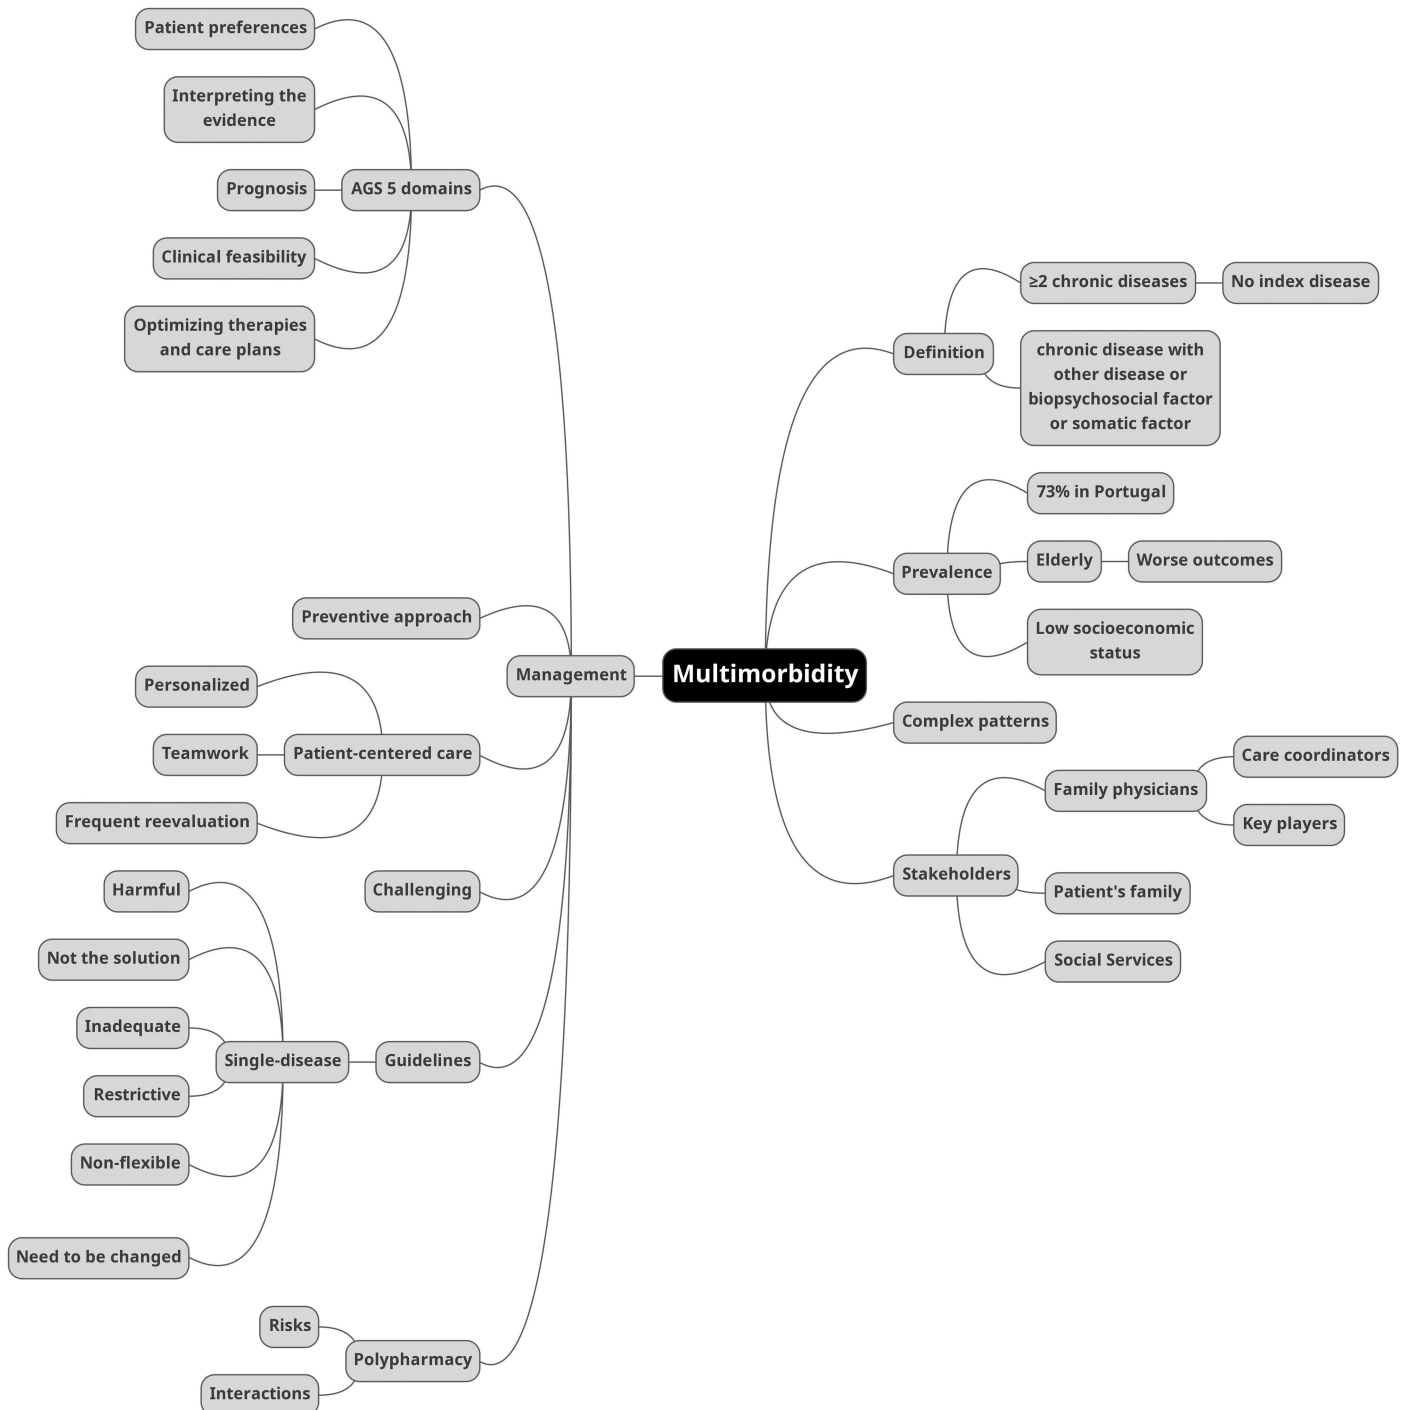 Patient preferences
Interpreting the
evidence
Prognosis
AGS 5 domains
Clinical feasibility
Optimizing therapies
and care plans
Preventive approach
Management
Personalized
Teamwork
Patient-centered care
Frequent reevaluation
Challenging
Harmful
Not the solution
Inadequate
Single-disease
Guidelines
Restrictive
Non-flexible
Need to be changed
Risks
Polypharmacy
Interactions
Multimorbidity
Definition
≥2 chronic diseases
No index disease
chronic disease with
other disease or
biopsychosocial factor
or somatic factor
Prevalence
73% in Portugal
Elderly
Worse outcomes
Low socioeconomic
status
Complex patterns
Stakeholders
Family physicians
Care coordinators
Key players
Patient's family
Social Services